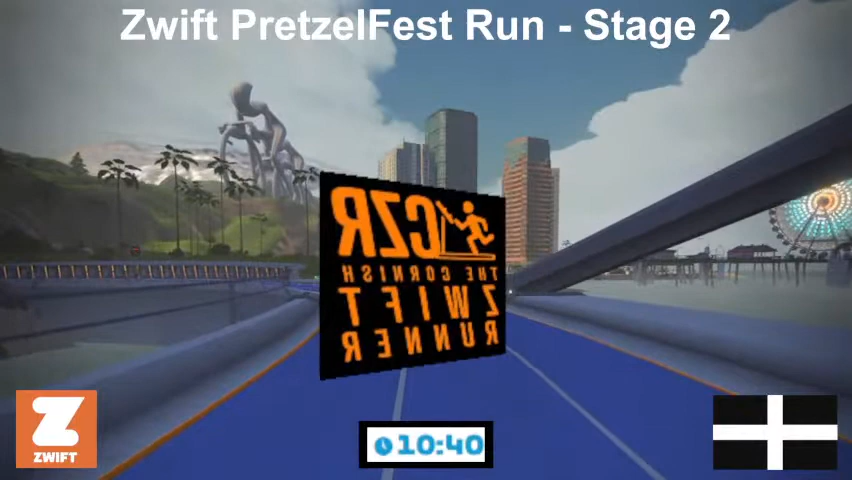 Zwift PretzelFest Run - Stage 2
CZR
THE CORNISH
ZWIFT
RUNNER
ZWIFT
10:40